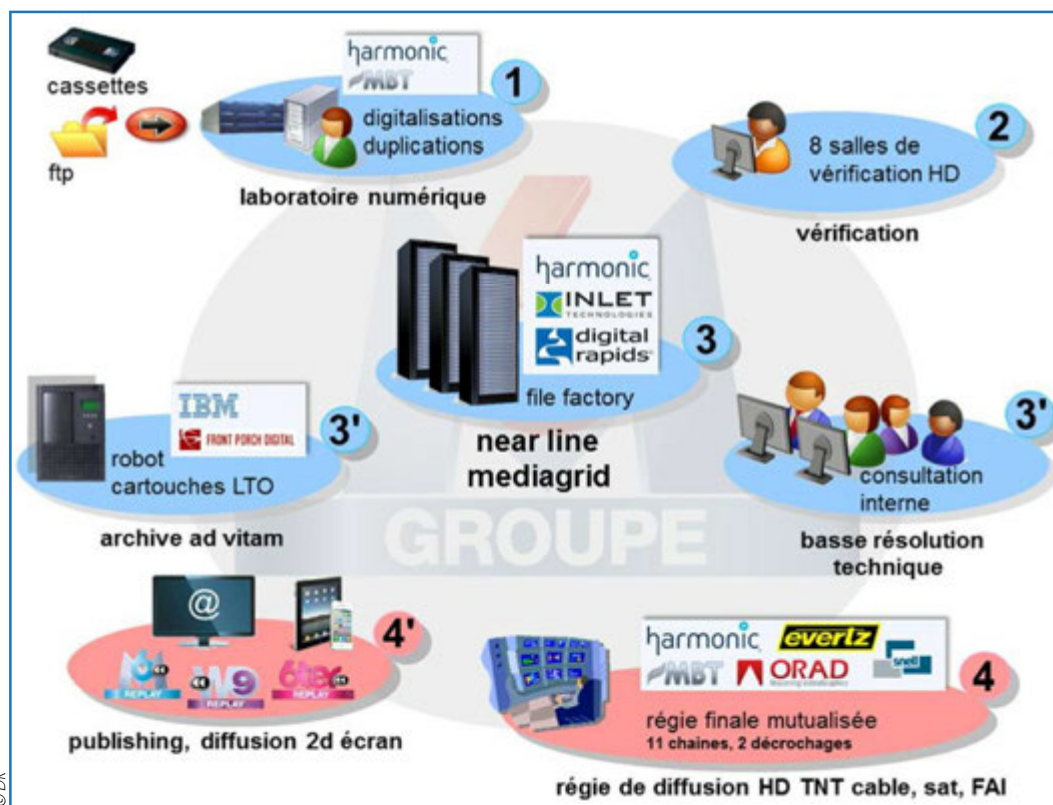 cassettes
ftp
harmonic
MBT
1
digitalisations
duplications
laboratoire numérique
2
8 salles de
vérification HD
vérification
harmonic
INLET
TECHNOLOGIES
digital
rapids
3
file factory
near line
mediagrid
IBM
FRONT PORCH DIGITAL
3'
robot
cartouches LTO
archive ad vitam
3'
consultation
interne
basse résolution
technique
GROUPE
@
4'
REPLAY
W9
REPLAY
6ter
REPLAY
publishing, diffusion 2d écran
harmonic
evertz
MBT
ORAD
snell
4
régie finale mutualisée
11 chaines, 2 décrochages
régie de diffusion HD TNT cable, sat, FAI